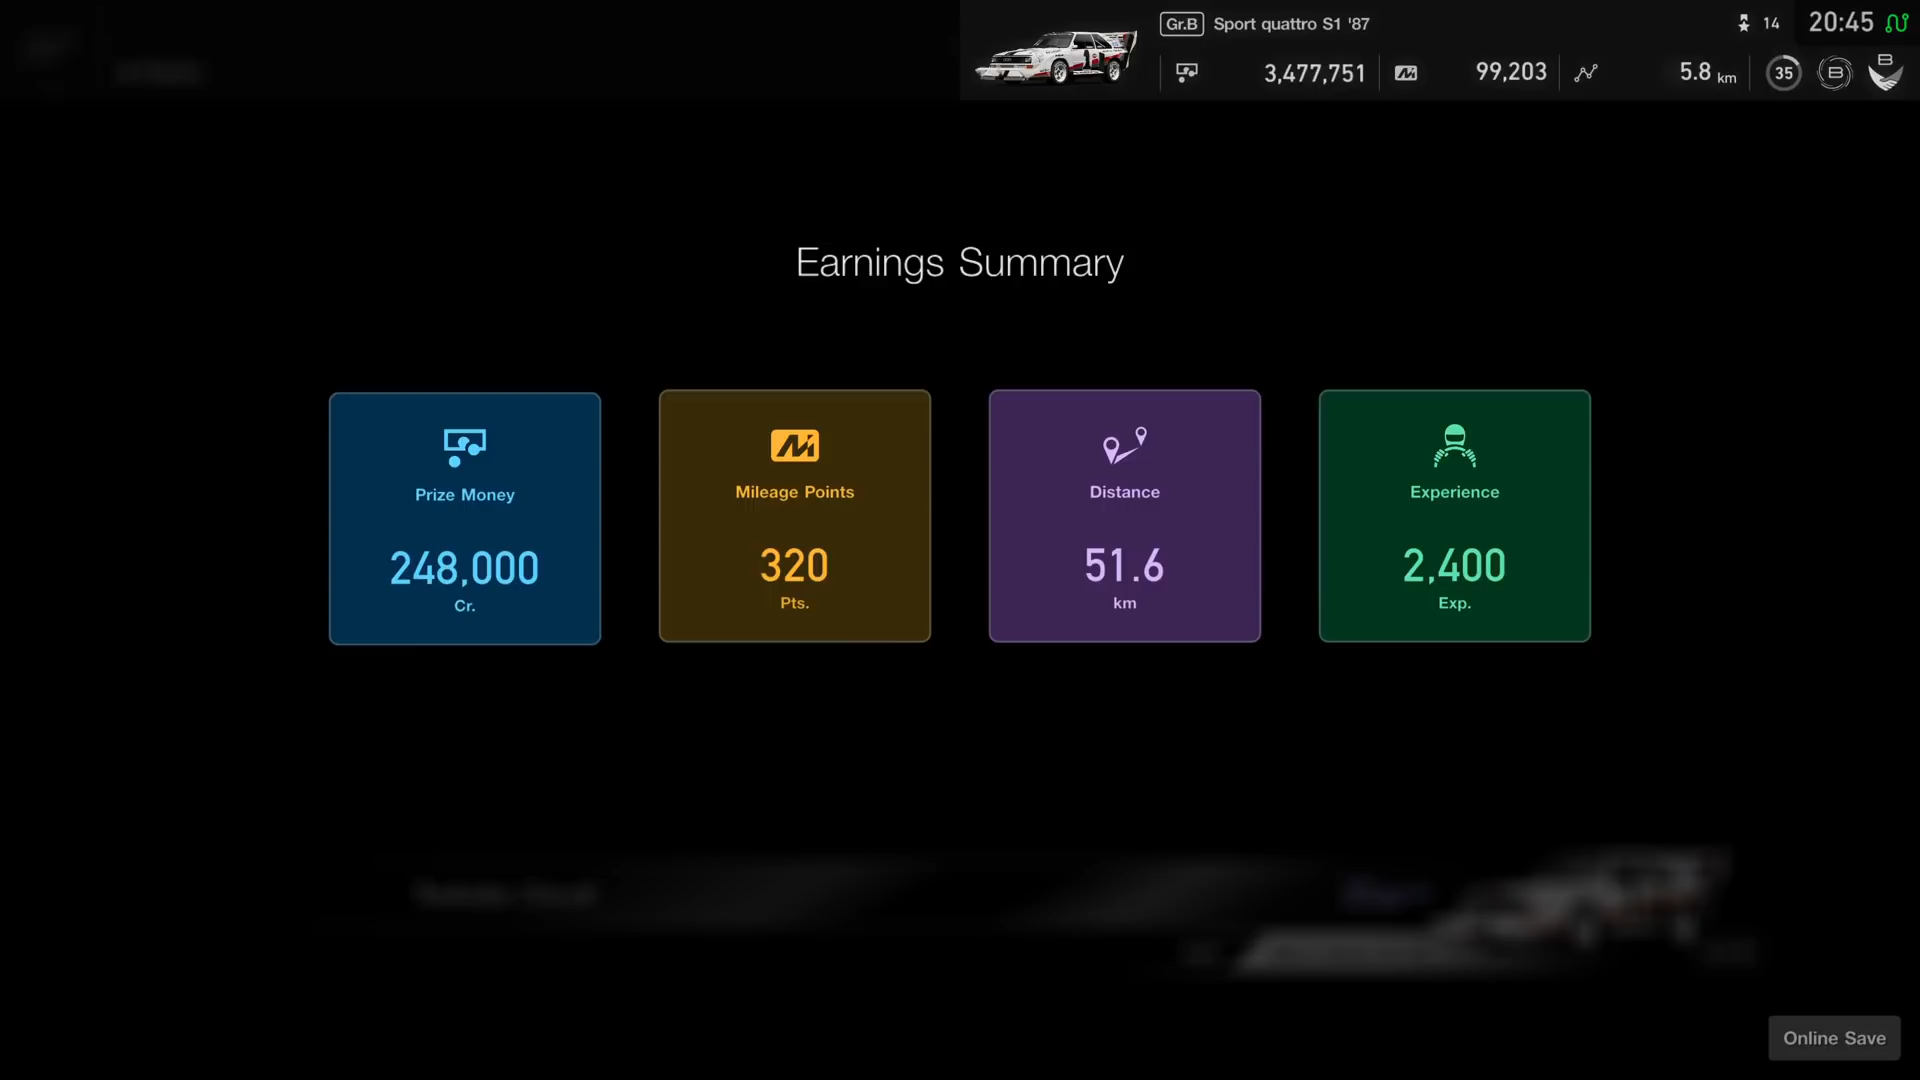 Gr.B Sport quattro S1 '87 14 20:45
3,477,751 99,203 5.8 km 35 B B
Earnings Summary
Prize Money
248,000
Cr.
Mileage Points
320
Pts.
Distance
51.6
km
Experience
2,400
Exp.
Online Save